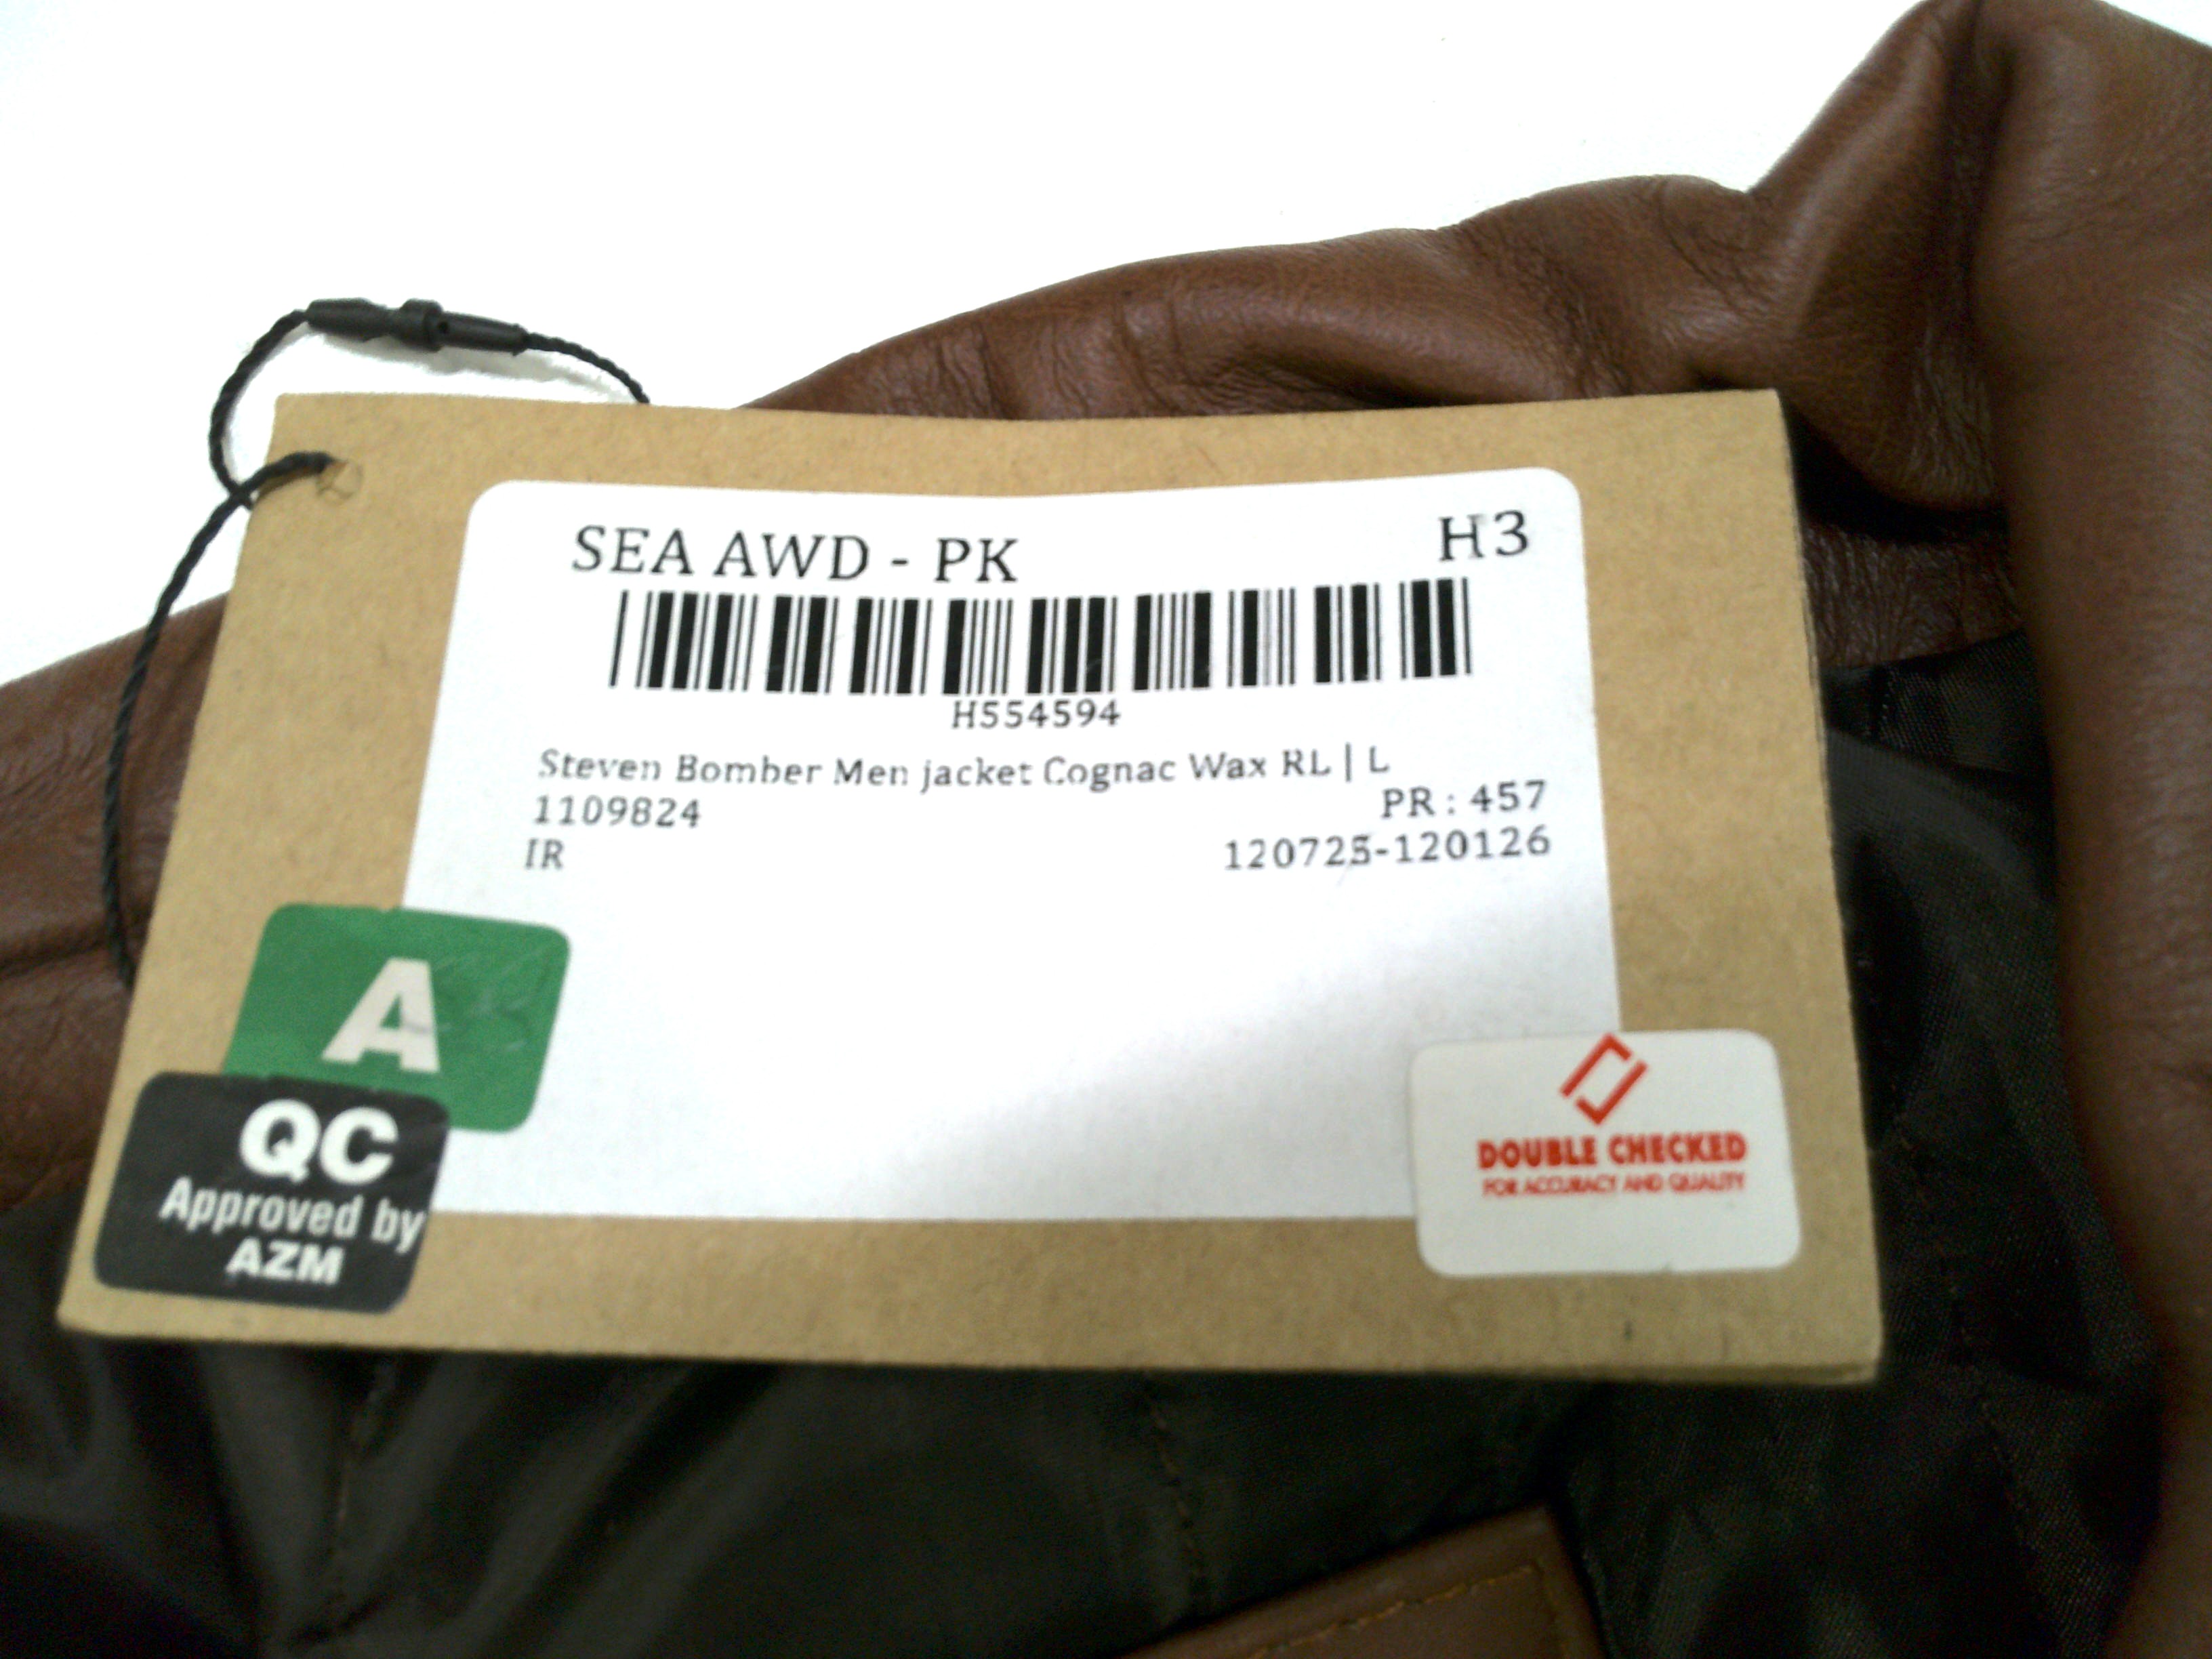 SEA AWD - PK
H3
H554594
Steven Bomber Men jacket Cognac Wax RL | L
1109824
PR : 457
IR
120725-120126
A
QC
Approved by
AZM
DOUBLE CHECKED
FOR ACCURACY AND QUALITY